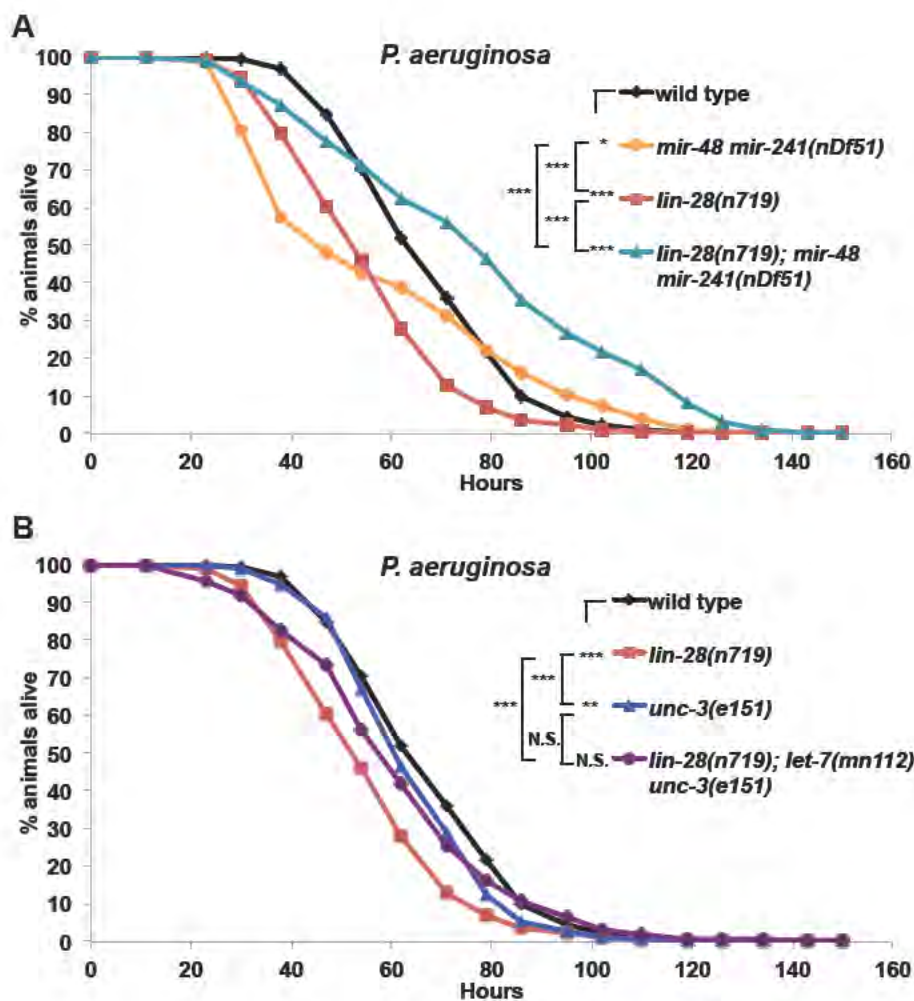 A
P. aeruginosa
% animals alive
100
90
80
70
60
50
40
30
20
10
0
0 20 40 60 80 100 120 140 160
Hours
wild type
* mir-48 mir-241(nDf51)
***
*** *** lin-28(n719)
***
*** lin-28(n719); mir-48
mir-241(nDf51)
B
P. aeruginosa
% animals alive
100
90
80
70
60
50
40
30
20
10
0
0 20 40 60 80 100 120 140 160
Hours
wild type
*** lin-28(n719)
***
*** ** unc-3(e151)
N.S.
N.S. lin-28(n719); let-7(mn112)
unc-3(e151)